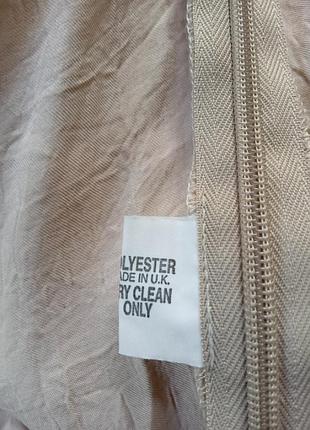 OLYESTER
ADE IN U.K.
RY CLEAN
ONLY